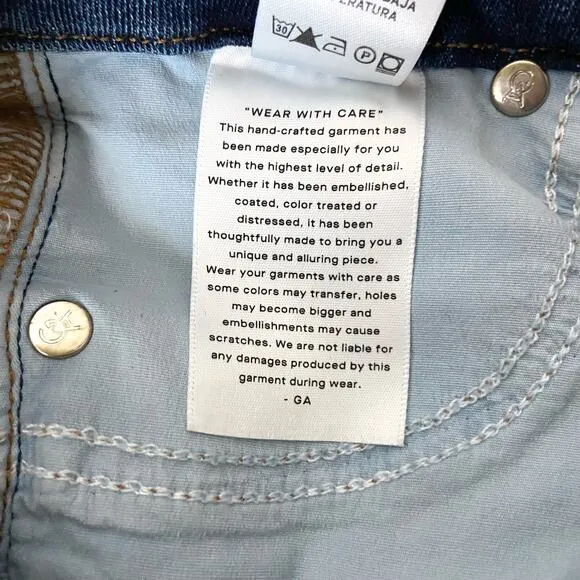 BAJA
ERATURA
30 P
"WEAR WITH CARE"
This hand-crafted garment has
been made especially for you
with the highest level of detail.
Whether it has been embellished,
coated, color treated or
distressed, it has been
thoughtfully made to bring you a
unique and alluring piece.
Wear your garments with care as
some colors may transfer, holes
may become bigger and
embellishments may cause
scratches. We are not liable for
any damages produced by this
garment during wear.
- GA